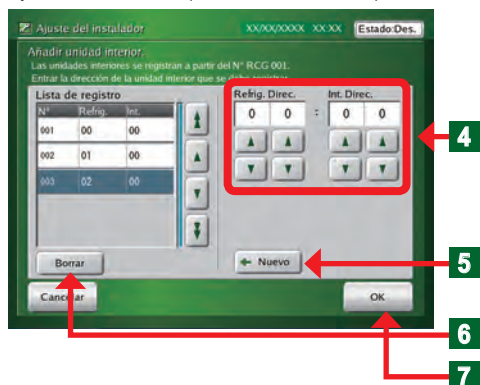 Ajuste del instalador XX/XX/XXXX XX:XX Estado:Des.
Añadir unidad interior.
Las unidades interiores se registran a partir del N° RCG 001.
Entrar la dirección de la unidad interior que se debe registrar.
Lista de registro
N° Refrig. Int.
001 00 00
002 01 00
003 02 00
Refrig. Direc. Int. Direc.
0 0 : 0 0
4
Borrar
Nuevo
5
Cancelar
OK
6
7